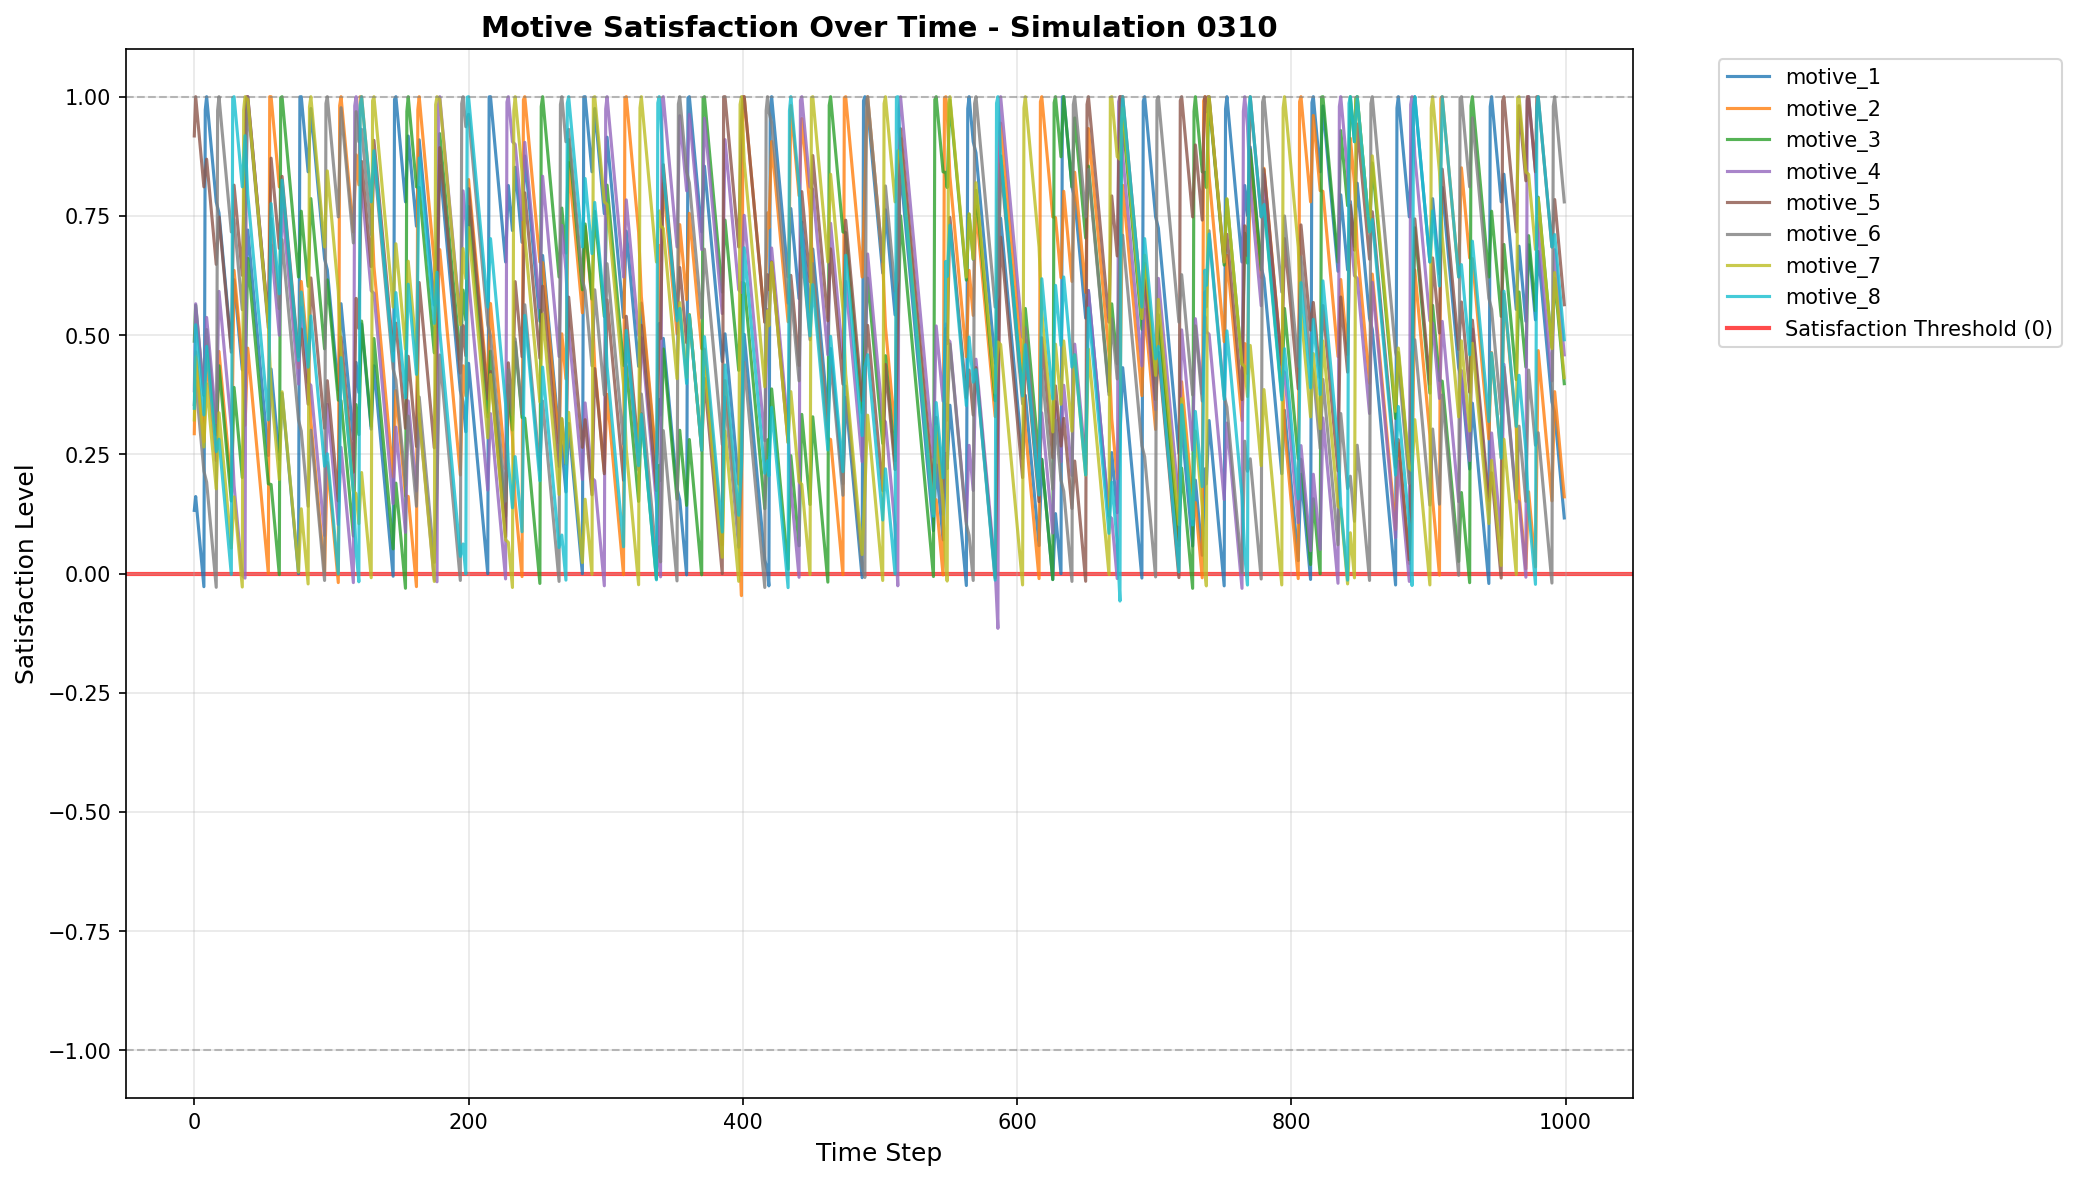 Motive Satisfaction Over Time - Simulation 0310
1.00
0.75
0.50
0.25
0.00
−0.25
−0.50
−0.75
−1.00
Satisfaction Level
0 200 400 600 800 1000
Time Step
motive_1
motive_2
motive_3
motive_4
motive_5
motive_6
motive_7
motive_8
Satisfaction Threshold (0)